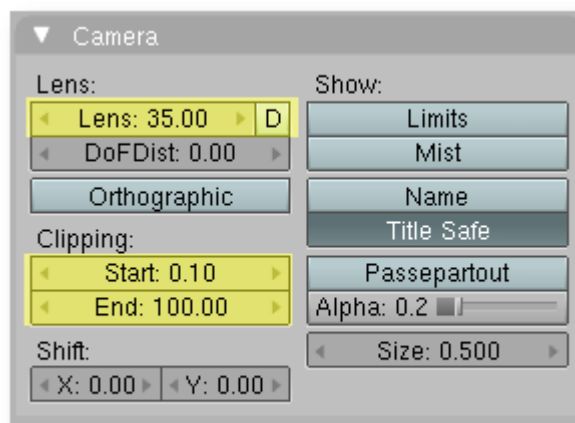 Camera
Lens:
Lens: 35.00 D
DoFDist: 0.00
Orthographic
Clipping:
Start: 0.10
End: 100.00
Shift:
X: 0.00 Y: 0.00
Show:
Limits
Mist
Name
Title Safe
Passepartout
Alpha: 0.2
Size: 0.500